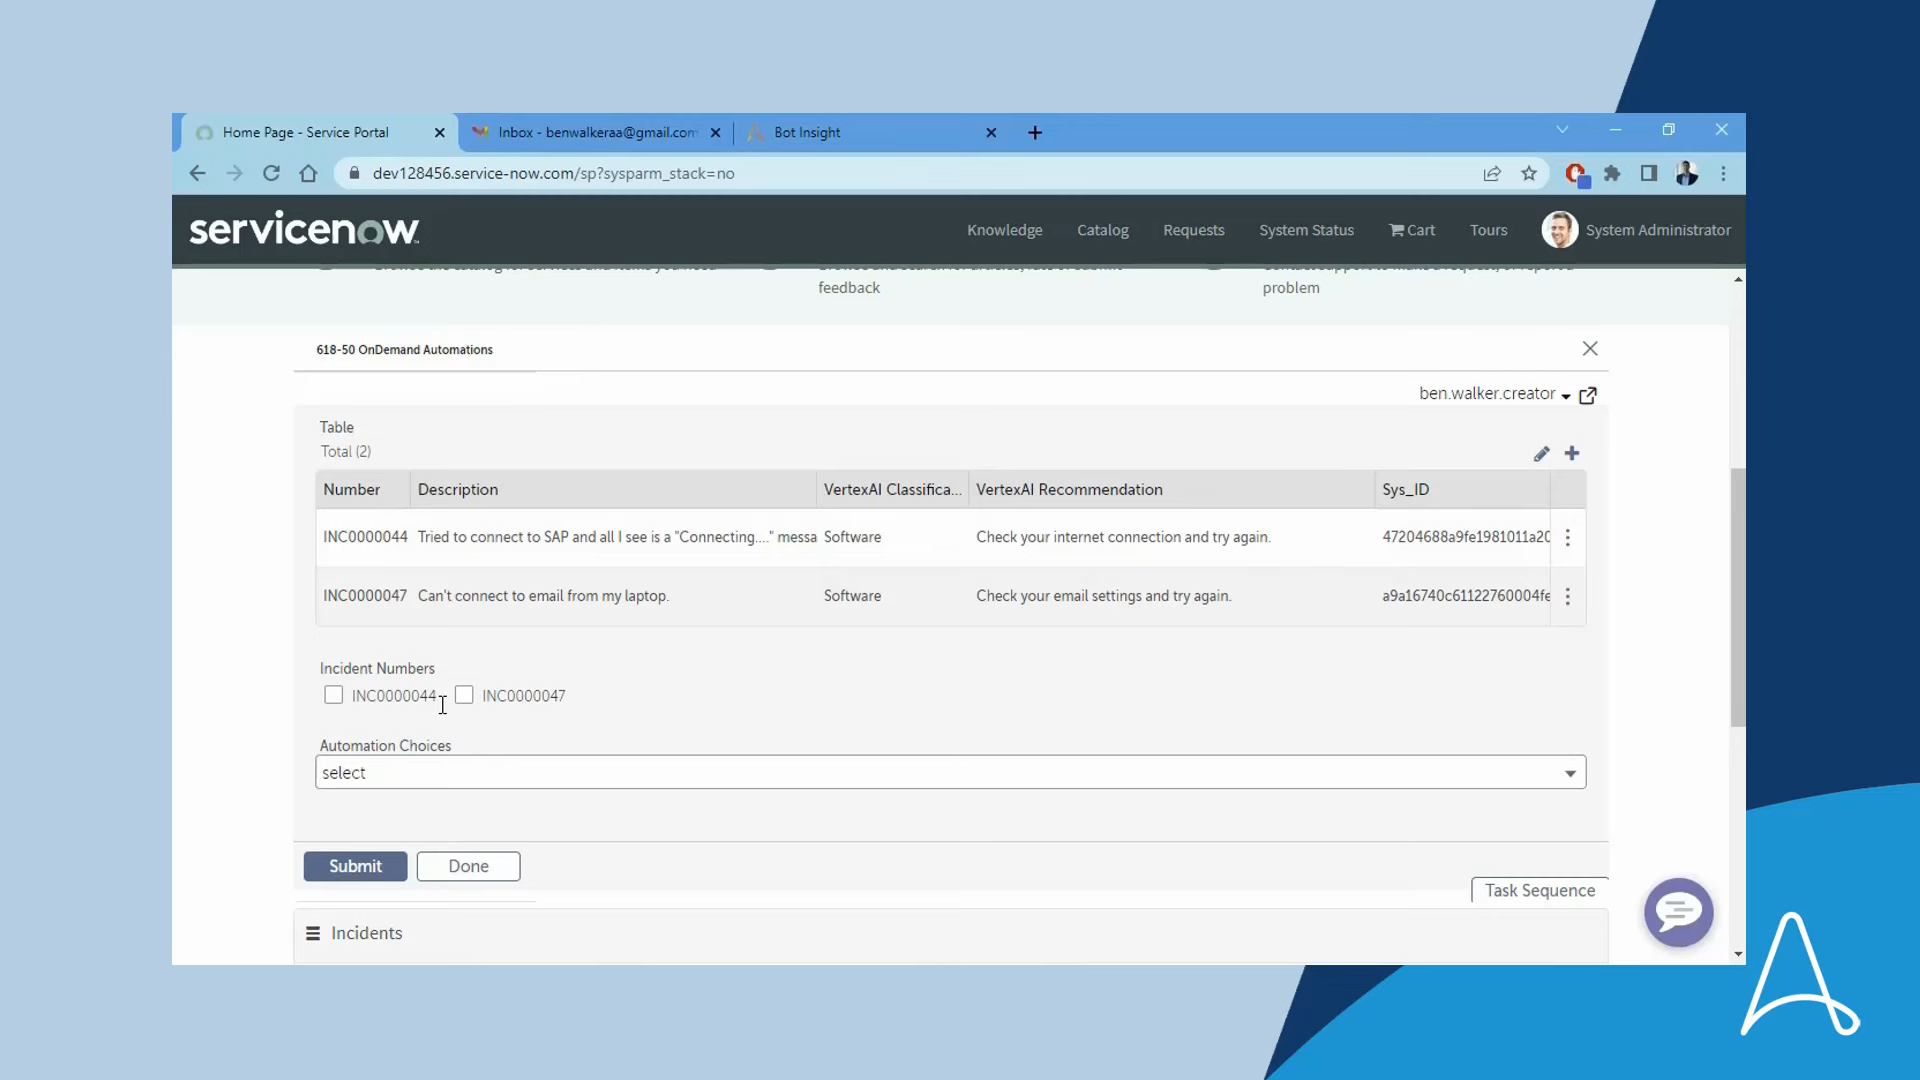 Home Page - Service Portal
Inbox - benwalkeraa@gmail.com
Bot Insight
dev128456.service-now.com/sp?sysparm_stack=no
servicenow
Knowledge
Catalog
Requests
System Status
Cart
Tours
System Administrator
feedback
problem
618-50 OnDemand Automations
ben.walker.creator
Table
Total (2)
Number Description VertexAI Classifica... VertexAI Recommendation Sys_ID
INC0000044 Tried to connect to SAP and all I see is a "Connecting...." messa Software Check your internet connection and try again. 47204688a9fe1981011a20
INC0000047 Can't connect to email from my laptop. Software Check your email settings and try again. a9a16740c61122760004fe
Incident Numbers
INC0000044 INC0000047
Automation Choices
select
Submit Done
Task Sequence
Incidents